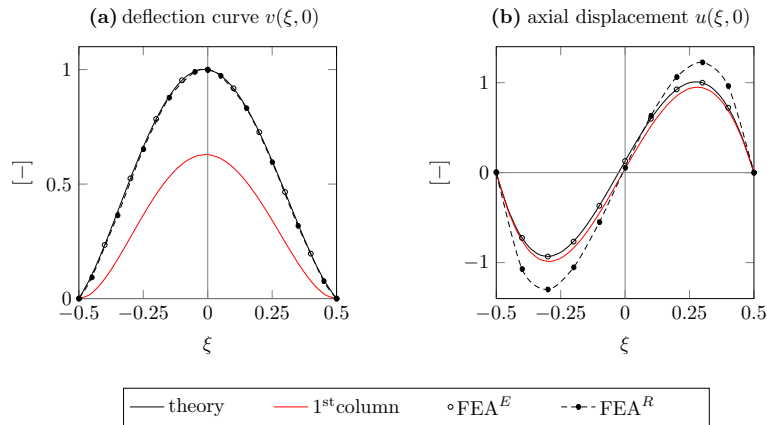 (a) deflection curve v(ξ, 0)
1
0.5
0
[−]
−0.5 −0.25 0 0.25 0.5
ξ
(b) axial displacement u(ξ, 0)
1
0
−1
[−]
−0.5 −0.25 0 0.25 0.5
ξ
theory 1st column FEA^E FEA^R